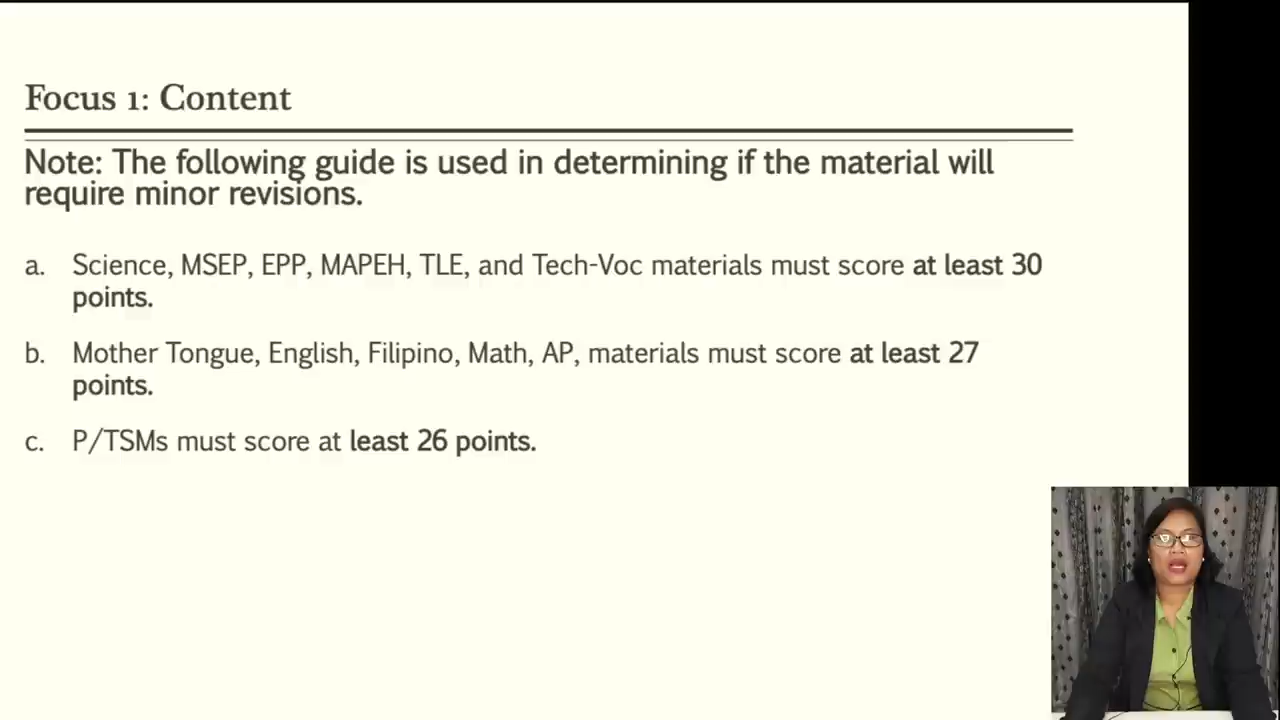 Focus 1: Content
Note: The following guide is used in determining if the material will
require minor revisions.
a. Science, MSEP, EPP, MAPEH, TLE, and Tech-Voc materials must score at least 30
points.
b. Mother Tongue, English, Filipino, Math, AP, materials must score at least 27
points.
c. P/TSMs must score at least 26 points.